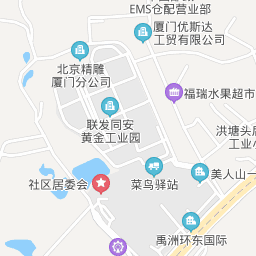 EMS仓配营业部
厦门优斯达
工贸有限公司
北京精雕
厦门分公司
福瑞水果超市
联发同安
黄金工业园
洪塘头
工业小
菜鸟驿站
美人山一
社区居委会
禹洲环东国际